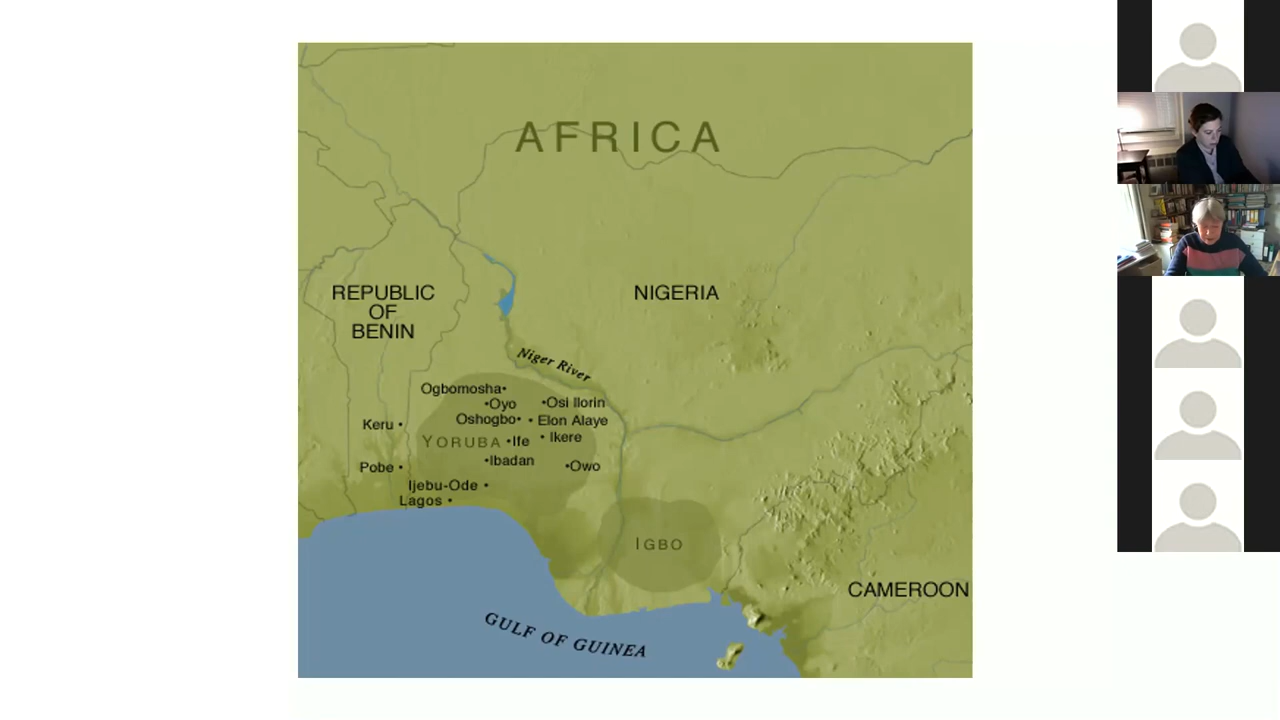 AFRICA
REPUBLIC
OF
BENIN
NIGERIA
Niger River
Ogbomosha
Oyo
Osi Ilorin
Oshogbo
Elon Alaye
Keru
YORUBA
Ife
Ikere
Ibadan
Pobe
Owo
Ijebu-Ode
Lagos
IGBO
CAMEROON
GULF OF GUINEA